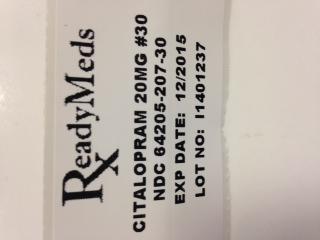 ReadyMeds
Rx
CITALOPRAM 20MG #30
NDC 64205-207-30
EXP DATE: 12/2015
LOT NO: I1401237